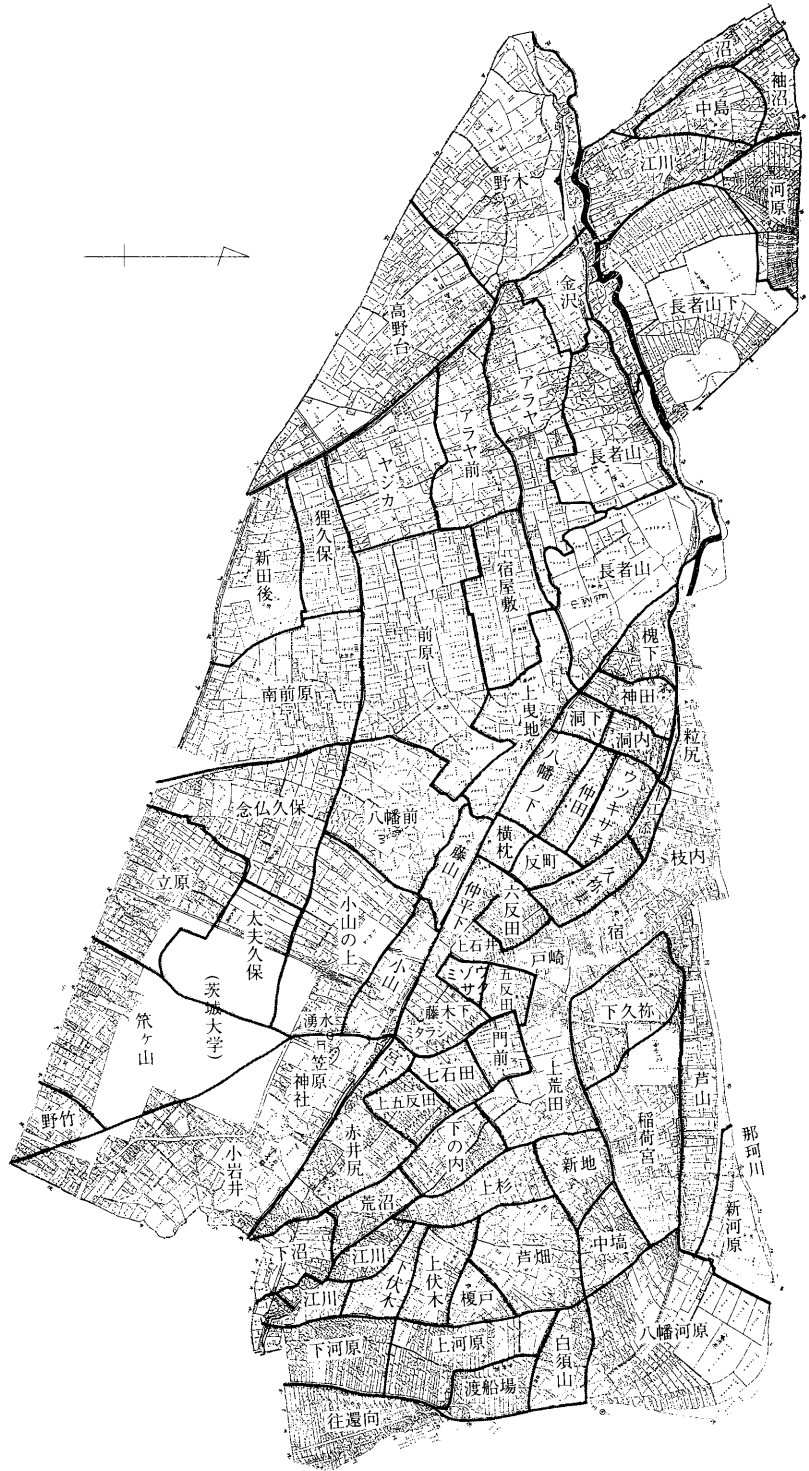 沼
袖沼
中島
江川
河原
野木
金沢
長者山下
高野台
アラヤ
アラヤ前
ヤジカ
長者山
狸久保
新田後
宿屋敷
長者山
前原
槐下
神田
南前原
上曳地
洞下
洞内
粒尻
八幡ノ下
仲田
ウツギサキ
念仏久保
八幡前
横枕
反町
枝内
藤山
仲平下
六反田
立原
太夫久保
小山の上
上石井
戸崎
宿
小山
ミゾウサク
五反田
(茨城大学)
下久祢
藤木下
ミタラシ
湧水
門前
笊ヶ山
笠原神社
宮下
七石田
上荒田
芦山
野竹
上五反田
稲荷宮
赤井尻
下の内
小岩井
新地
那珂川
上杉
荒沼
新河原
下沼
江川
下伏木
上伏木
芦畑
中塙
江川
榎戸
下河原
上河原
白須山
八幡河原
渡船場
往還向